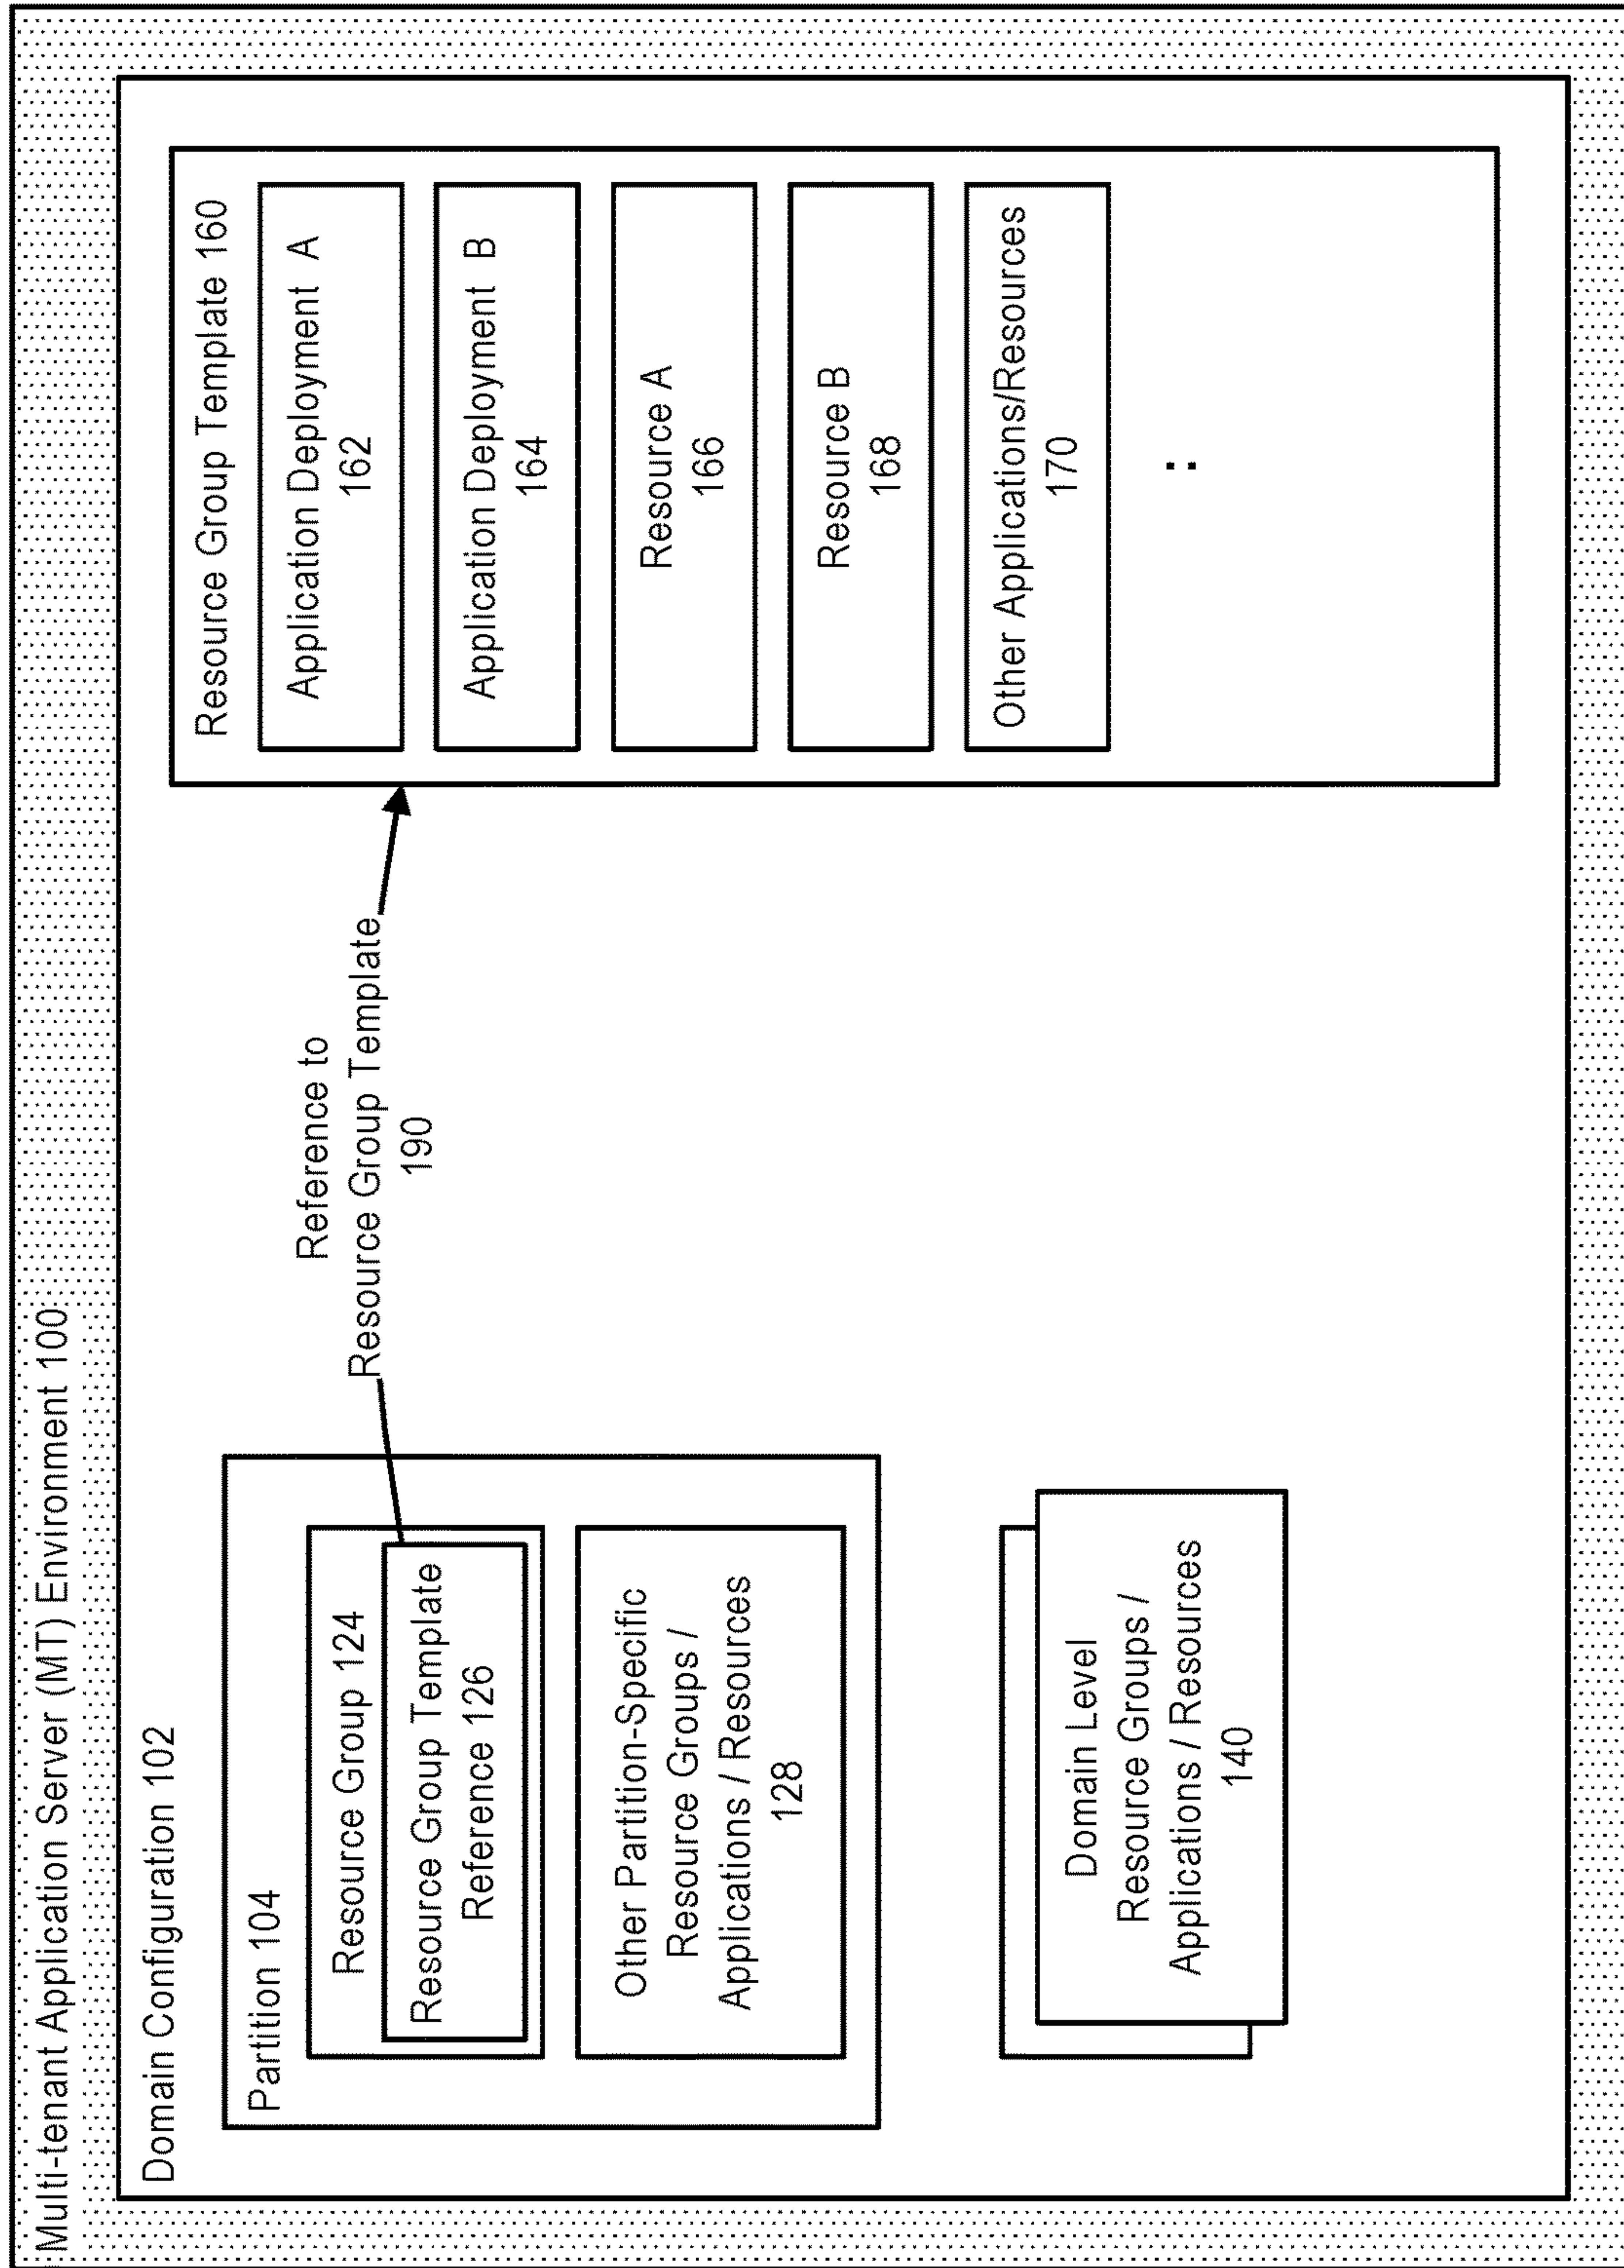 Multi-tenant Application Server (MT) Environment 100
Domain Configuration 102
Partition 104
Resource Group 124
Resource Group Template
Reference 126
Other Partition-Specific
Resource Groups /
Applications / Resources
128
Domain Level
Resource Groups /
Applications / Resources
140
Reference to
Resource Group Template
190
Resource Group Template 160
Application Deployment A
162
Application Deployment B
164
Resource A
166
Resource B
168
Other Applications/Resources
170
..